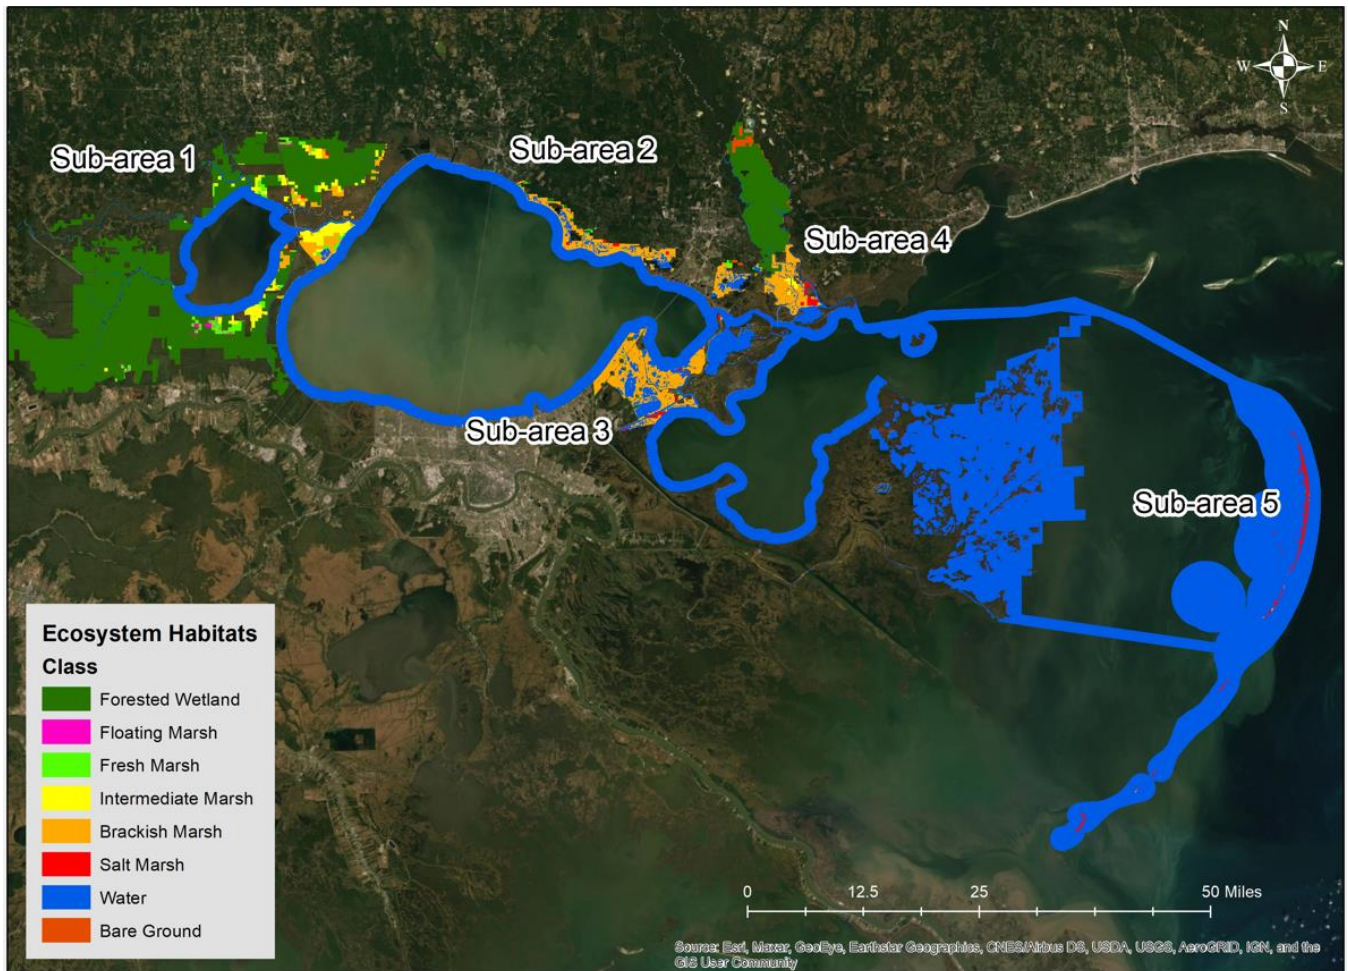 N
W E
S
Sub-area 1
Sub-area 2
Sub-area 4
Sub-area 3
Sub-area 5
Ecosystem Habitats
Class
Forested Wetland
Floating Marsh
Fresh Marsh
Intermediate Marsh
Brackish Marsh
Salt Marsh
Water
Bare Ground
0 12.5 25 50 Miles
Source: Esri, Maxar, GeoEye, Earthstar Geographics, CNES/Airbus DS, USDA, USGS, AeroGRID, IGN, and the
GIS User Community